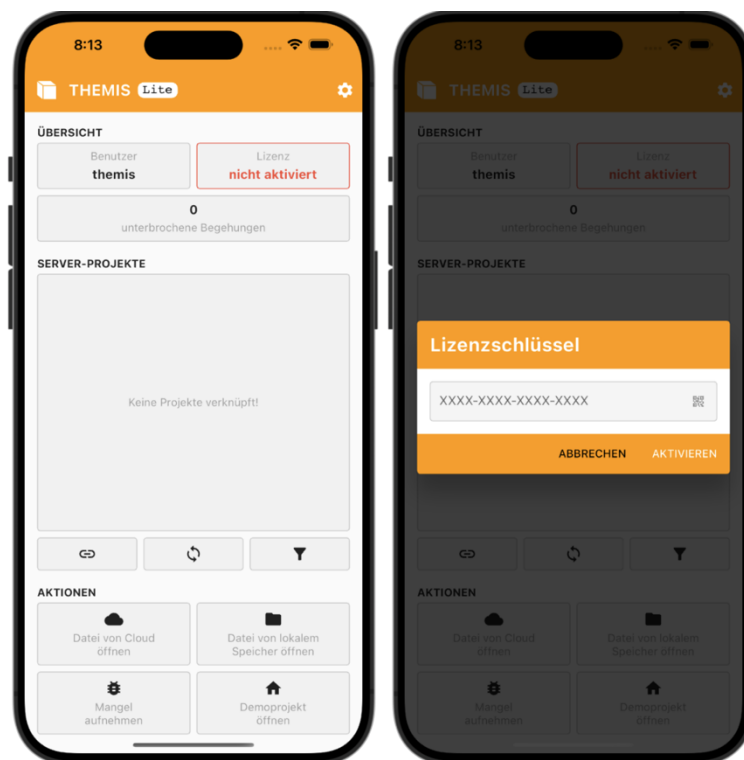 8:13
THEMIS Lite
ÜBERSICHT
Benutzer
themis
Lizenz
nicht aktiviert
0
unterbrochene Begehungen
SERVER-PROJEKTE
Keine Projekte verknüpft!
AKTIONEN
Datei von Cloud
öffnen
Datei von lokalem
Speicher öffnen
Mangel
aufnehmen
Demoprojekt
öffnen
8:13
THEMIS Lite
ÜBERSICHT
Benutzer
themis
Lizenz
nicht aktiviert
0
unterbrochene Begehungen
SERVER-PROJEKTE
Lizenzschlüssel
XXXX-XXXX-XXXX-XXXX
ABBRECHEN AKTIVIEREN
AKTIONEN
Datei von Cloud
öffnen
Datei von lokalem
Speicher öffnen
Mangel
aufnehmen
Demoprojekt
öffnen